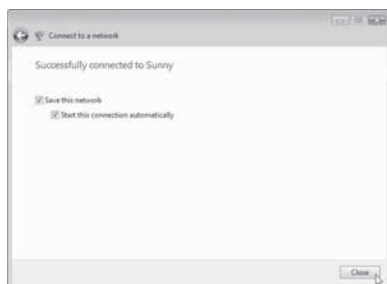 Connect to a network
Successfully connected to Sunny
Save this network
Start this connection automatically
Close